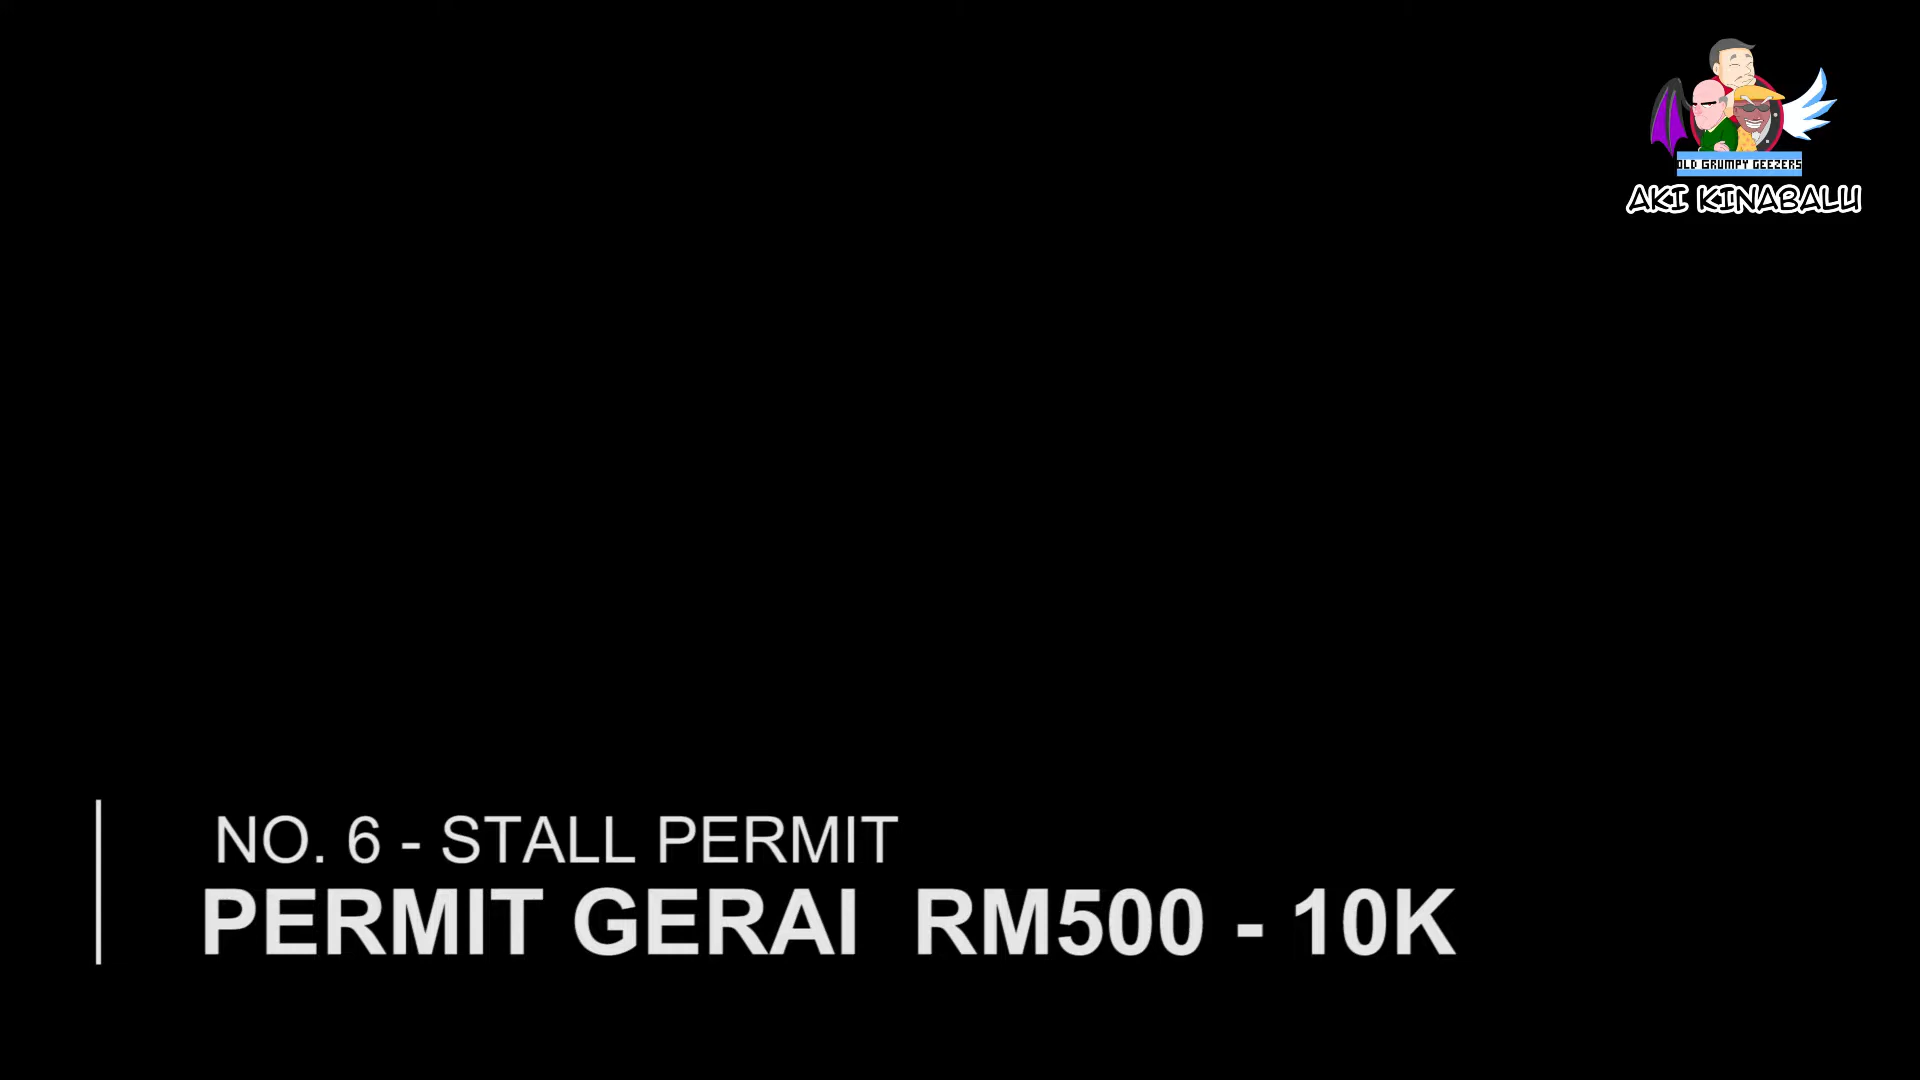 OLD GRUMPY GEEZERS
AKI KINABALU
NO. 6 - STALL PERMIT
PERMIT GERAI RM500 - 10K